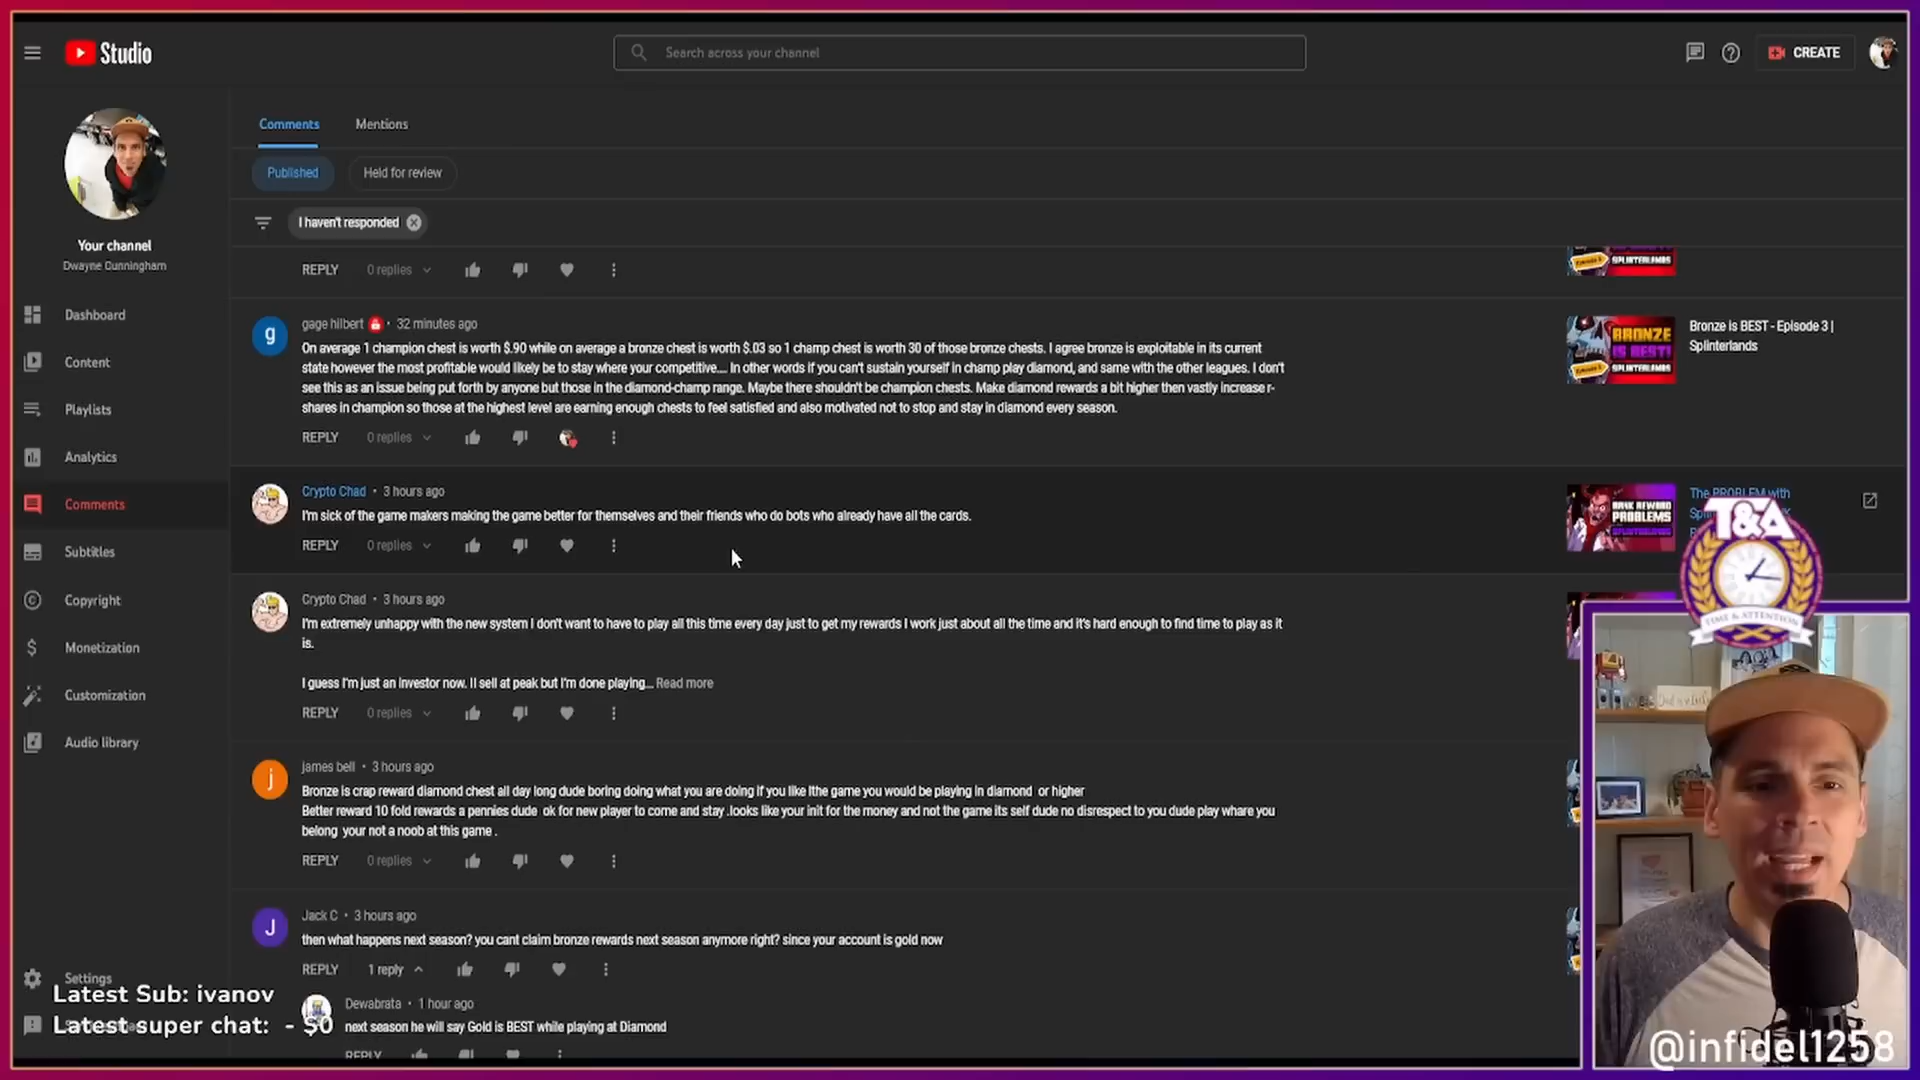 Studio
Search across your channel
CREATE
Your channel
Dwayne Cunningham
Dashboard
Content
Playlists
Analytics
Comments
Subtitles
Copyright
Monetization
Customization
Audio library
Settings
Latest Sub: ivanov
Latest super chat: - $0
Comments
Mentions
Published
Held for review
I haven't responded
REPLY
0 replies
SPLINTERLANDS
g
gage hilbert • 32 minutes ago
On average 1 champion chest is worth $.90 while on average a bronze chest is worth $.03 so 1 champ chest is worth 30 of those bronze chests. I agree bronze is exploitable in its current
state however the most profitable would likely be to stay where your competitive.... In other words if you can't sustain yourself in champ play diamond, and same with the other leagues. I don't
see this as an issue being put forth by anyone but those in the diamond-champ range. Maybe there shouldn't be champion chests. Make diamond rewards a bit higher then vastly increase r-
shares in champion so those at the highest level are earning enough chests to feel satisfied and also motivated not to stop and stay in diamond every season.
REPLY
0 replies
BRONZE
IS BEST!
Bronze is BEST - Episode 3 |
Splinterlands
Crypto Chad • 3 hours ago
I'm sick of the game makers making the game better for themselves and their friends who do bots who already have all the cards.
REPLY
0 replies
RANK REWARD
PROBLEMS
SPLINTERLANDS
The PROBLEM with
Crypto Chad • 3 hours ago
I'm extremely unhappy with the new system I don't want to have to play all this time every day just to get my rewards I work just about all the time and it's hard enough to find time to play as it
is.
I guess I'm just an investor now. Il sell at peak but I'm done playing... Read more
REPLY
0 replies
j
james bell • 3 hours ago
Bronze is crap reward diamond chest all day long dude boring doing what you are doing if you like lthe game you would be playing in diamond or higher
Better reward 10 fold rewards a pennies dude ok for new player to come and stay .looks like your init for the money and not the game its self dude no disrespect to you dude play whare you
belong your not a noob at this game .
REPLY
0 replies
J
Jack C • 3 hours ago
then what happens next season? you cant claim bronze rewards next season anymore right? since your account is gold now
REPLY
1 reply
Dewabrata • 1 hour ago
next season he will say Gold is BEST while playing at Diamond
REPLY
T&A
TIME & ATTENTION
@infidel1258